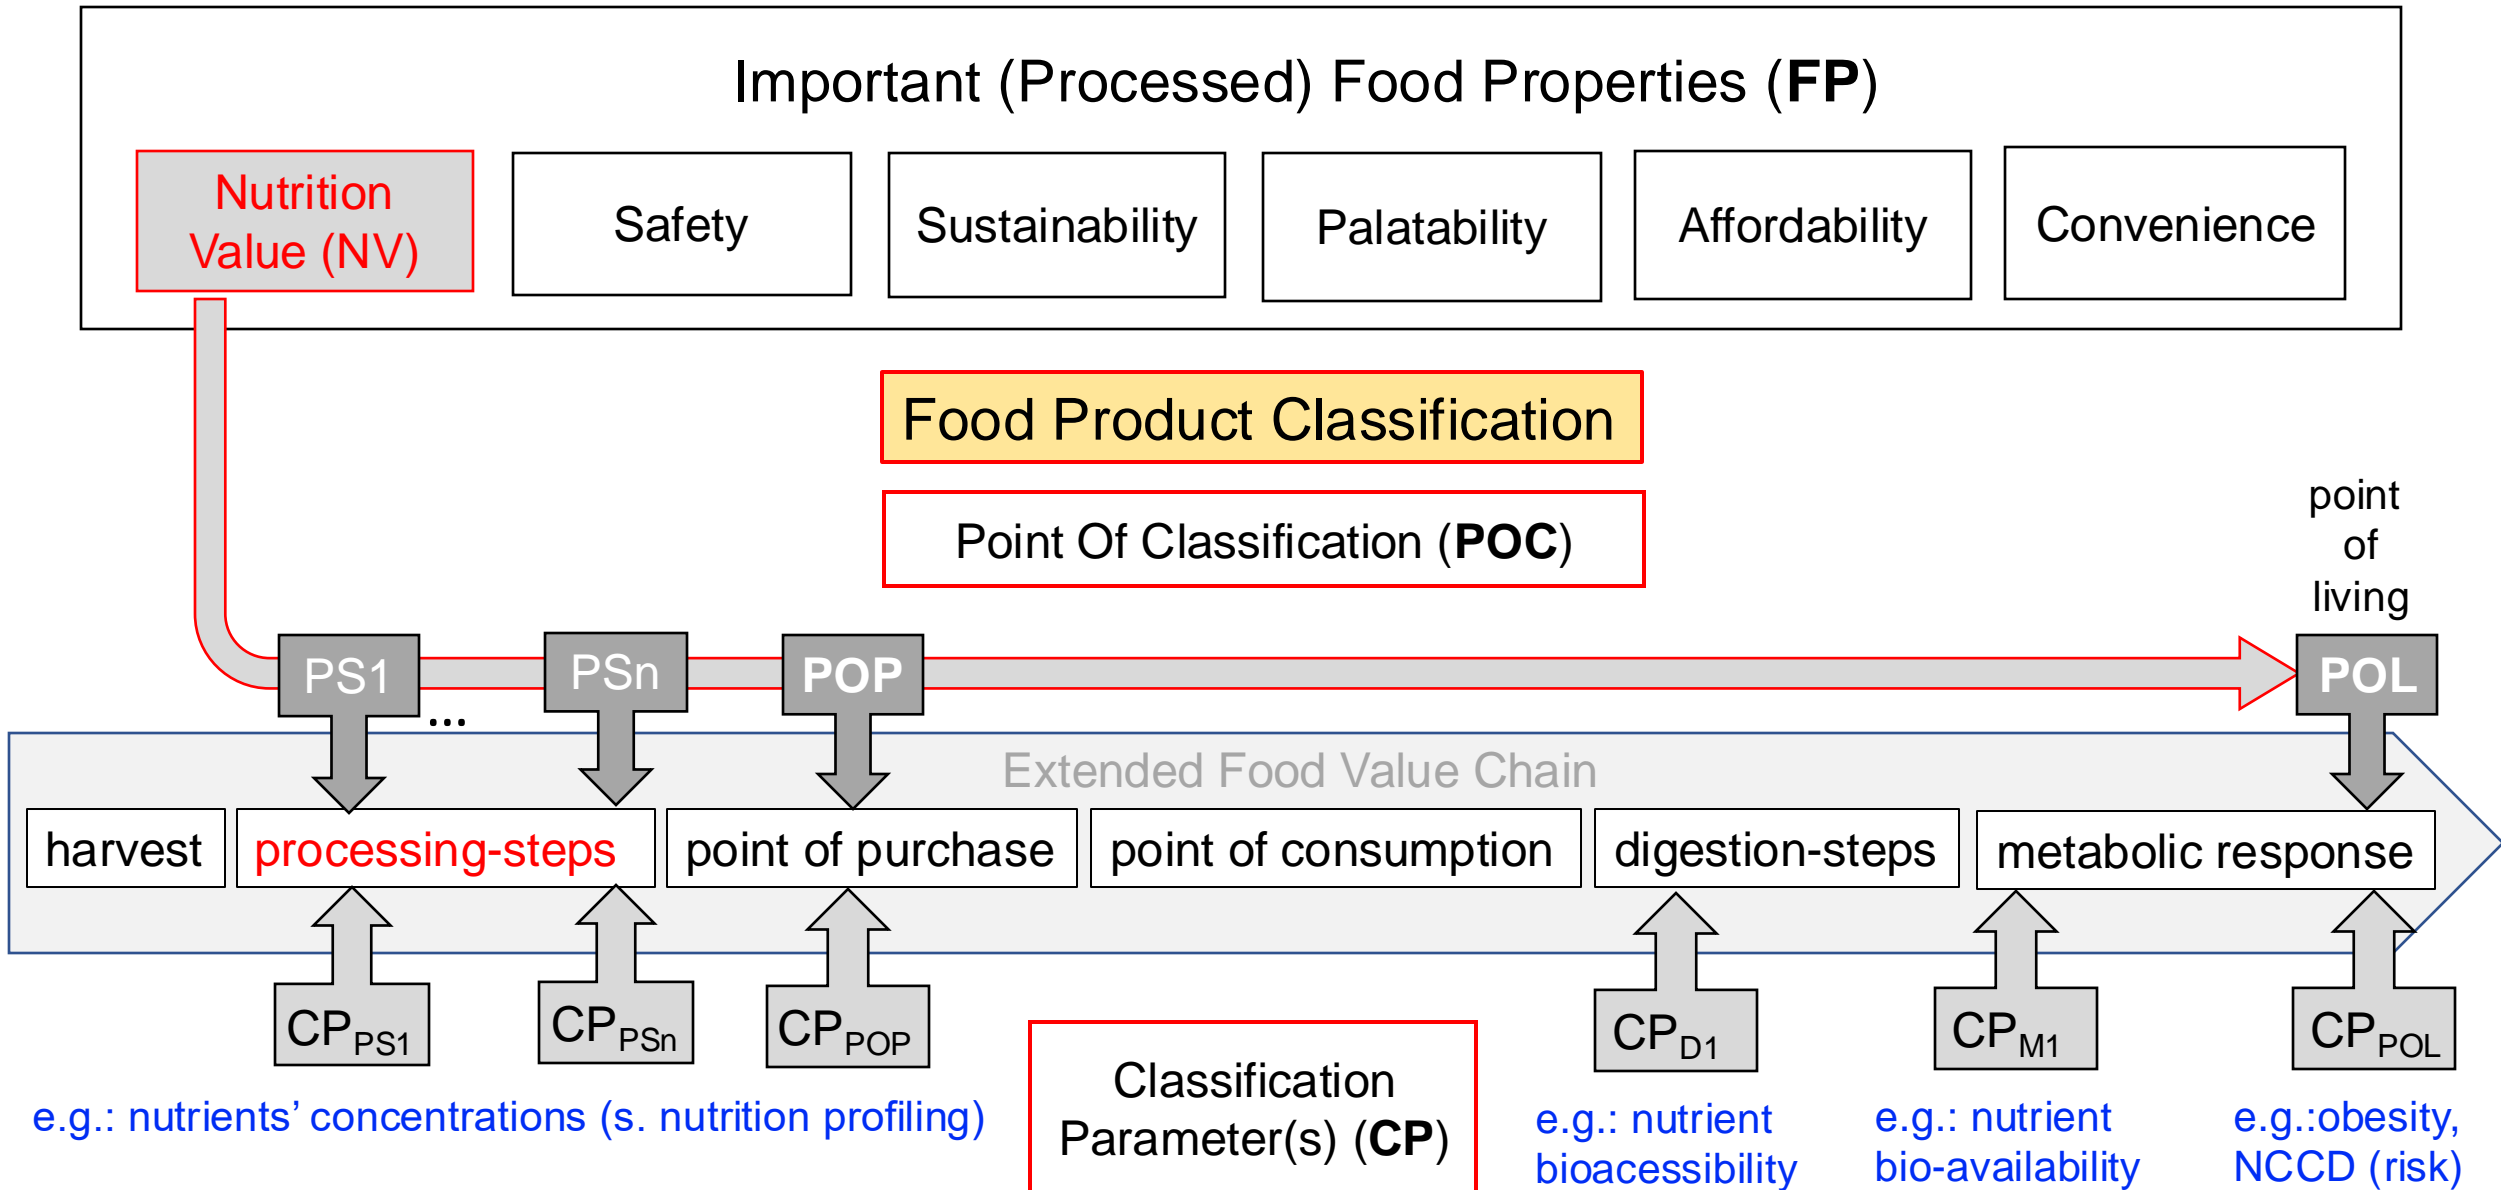 Important (Processed) Food Properties (FP)
Nutrition
Value (NV)
Safety
Sustainability
Palatability
Affordability
Convenience
Food Product Classification
Point Of Classification (POC)
point
of
living
PS1
...
PSn
POP
POL
Extended Food Value Chain
harvest
processing-steps
point of purchase
point of consumption
digestion-steps
metabolic response
CPPS1
CPPSn
CPPOP
CPD1
CPM1
CPPOL
Classification
Parameter(s) (CP)
e.g.: nutrients’ concentrations (s. nutrition profiling)
e.g.: nutrient
bioacessibility
e.g.: nutrient
bio-availability
e.g.:obesity,
NCCD (risk)